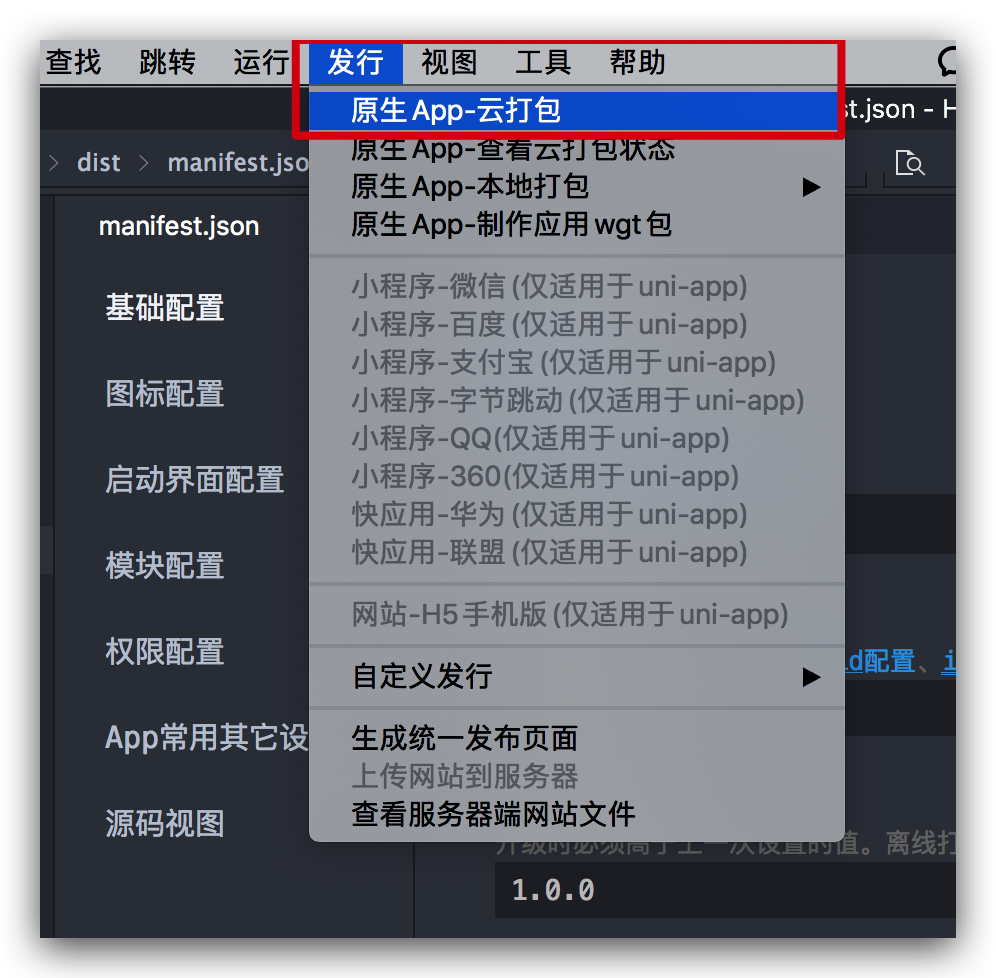 查找 跳转 运行 发行 视图 工具 帮助
原生App-云打包
st.json - H
dist > manifest.jso
原生App-查看云打包状态
原生App-本地打包
原生App-制作应用wgt包
manifest.json
基础配置
图标配置
启动界面配置
模块配置
权限配置
App常用其它设
源码视图
小程序-微信(仅适用于uni-app)
小程序-百度(仅适用于uni-app)
小程序-支付宝(仅适用于uni-app)
小程序-字节跳动(仅适用于uni-app)
小程序-QQ(仅适用于uni-app)
小程序-360(仅适用于uni-app)
快应用-华为(仅适用于uni-app)
快应用-联盟(仅适用于uni-app)
网站-H5手机版(仅适用于uni-app)
自定义发行
生成统一发布页面
上传网站到服务器
查看服务器端网站文件
id配置、i
升级时必须高于上一次设置的值。离线打
1.0.0